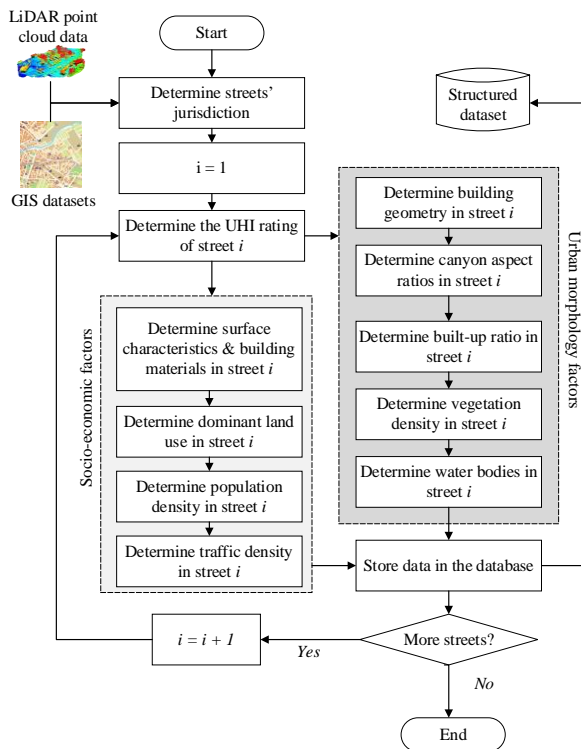 LiDAR point
cloud data
GIS datasets
Start
Determine streets'
jurisdiction
i = 1
Determine the UHI rating
of street i
Structured
dataset
Socio-economic factors
Determine surface
characteristics & building
materials in street i
Determine dominant land
use in street i
Determine population
density in street i
Determine traffic density
in street i
Urban morphology
factors
Determine building
geometry in street i
Determine canyon aspect
ratios in street i
Determine built-up ratio in
street i
Determine vegetation
density in street i
Determine water bodies in
street i
Store data in the database
More streets?
Yes
i = i + 1
No
End